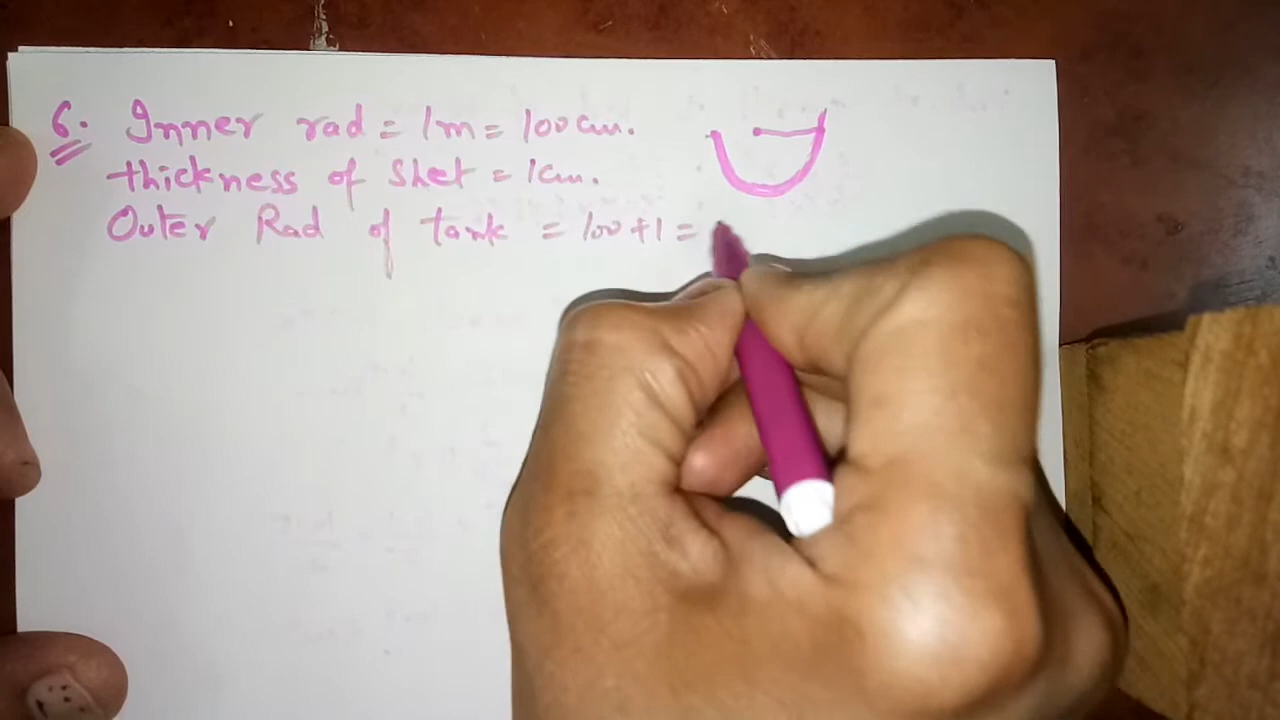 6. Inner rad = 1m = 100 cm.
thickness of shet = 1cm.
Outer Rad of tank = 100 + 1 =